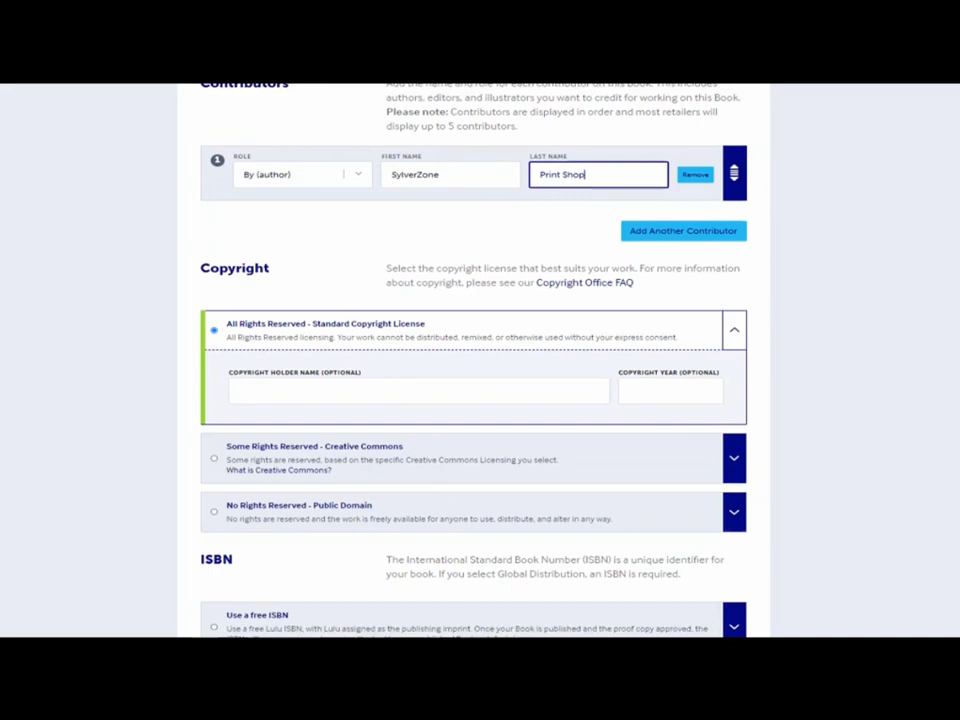 Contributors
Add the name and role for each contributor on this Book. This includes
authors, editors, and illustrators you want to credit for working on this Book.
Please note: Contributors are displayed in order and most retailers will
display up to 5 contributors.
1
ROLE
FIRST NAME
LAST NAME
By (author)
SylverZone
Print Shop
Remove
Add Another Contributor
Copyright
Select the copyright license that best suits your work. For more information
about copyright, please see our Copyright Office FAQ
All Rights Reserved - Standard Copyright License
All Rights Reserved licensing. Your work cannot be distributed, remixed, or otherwise used without your express consent.
COPYRIGHT HOLDER NAME (OPTIONAL)
COPYRIGHT YEAR (OPTIONAL)
Some Rights Reserved - Creative Commons
Some rights are reserved, based on the specific Creative Commons Licensing you select.
What is Creative Commons?
No Rights Reserved - Public Domain
No rights are reserved and the work is freely available for anyone to use, distribute, and alter in any way.
ISBN
The International Standard Book Number (ISBN) is a unique identifier for
your book. If you select Global Distribution, an ISBN is required.
Use a free ISBN
Use a free Lulu ISBN, with Lulu assigned as the publishing imprint. Once your Book is published and the proof copy approved, the